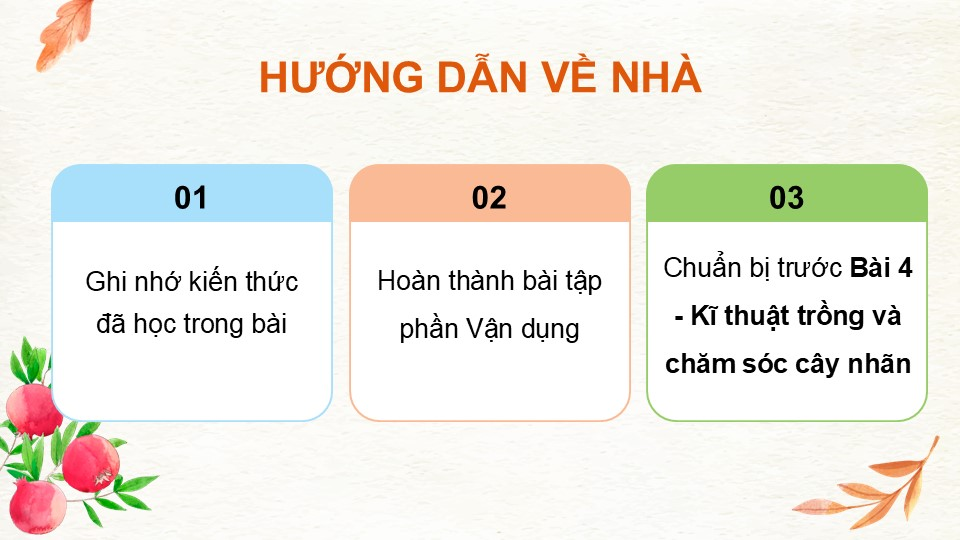 HƯỚNG DẪN VỀ NHÀ
01
Ghi nhớ kiến thức
đã học trong bài
02
Hoàn thành bài tập
phần Vận dụng
03
Chuẩn bị trước Bài 4
- Kĩ thuật trồng và
chăm sóc cây nhãn